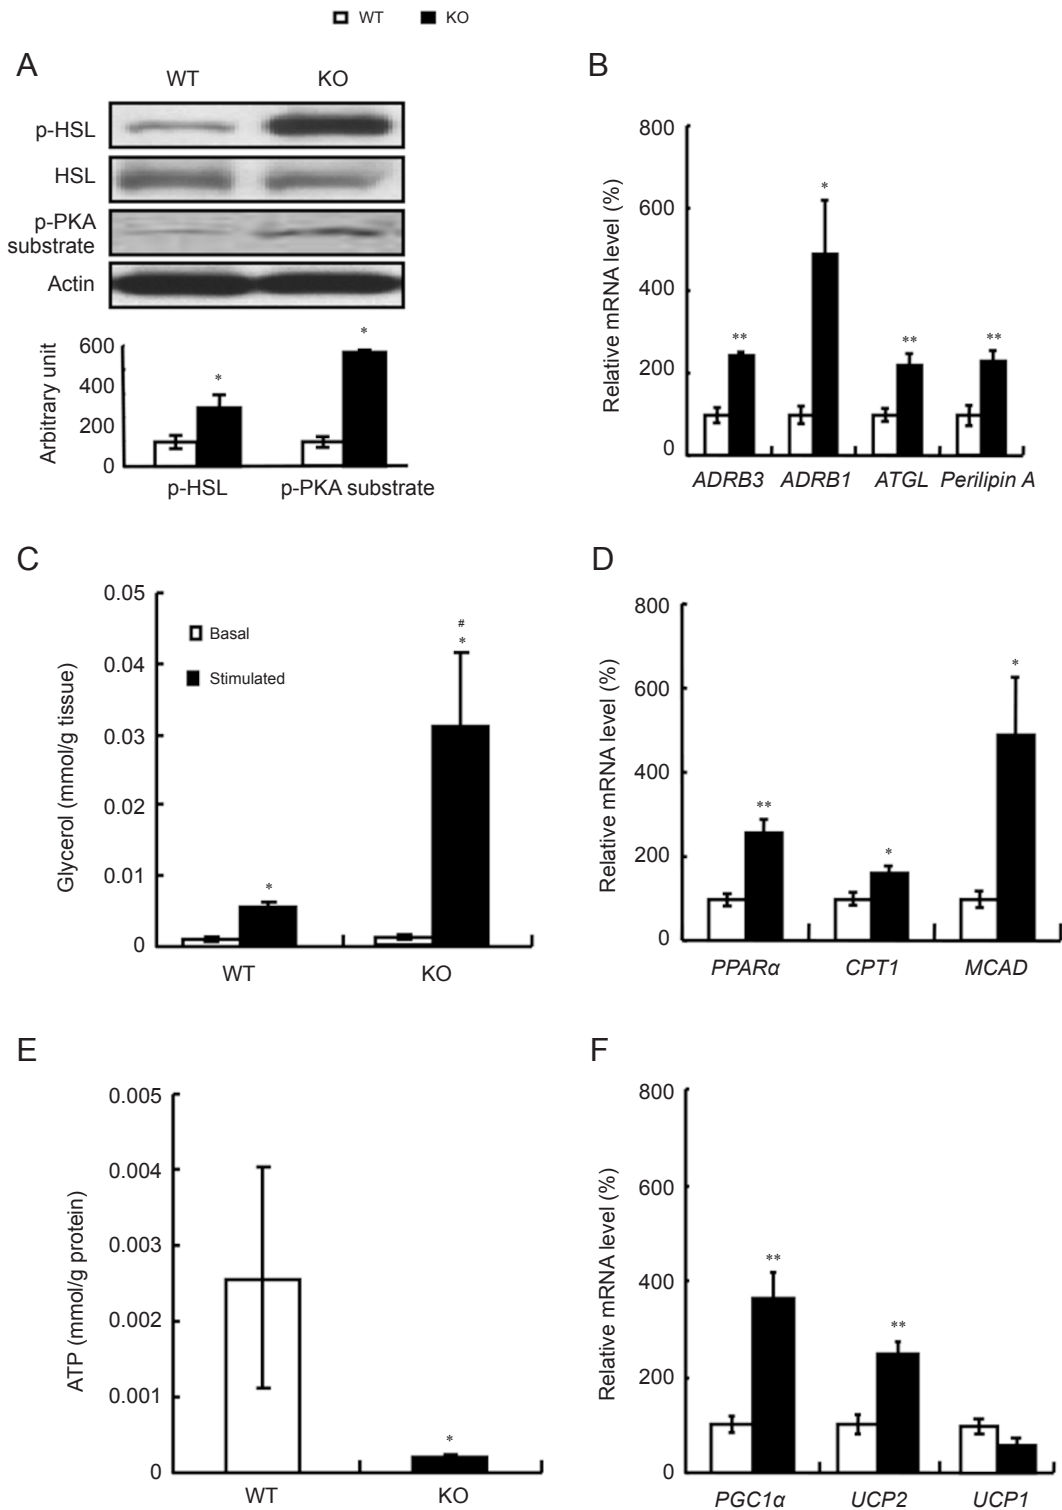 WT KO
A
WT KO
p-HSL
HSL
p-PKA
substrate
Actin
Arbitrary unit
600
400
200
0
*
*
p-HSL p-PKA substrate
B
Relative mRNA level (%)
800
600
400
200
0
**
*
**
**
ADRB3 ADRB1 ATGL Perilipin A
C
Glycerol (mmol/g tissue)
0.05
0.04
0.03
0.02
0.01
0
Basal
Stimulated
*
#
*
WT KO
D
Relative mRNA level (%)
800
600
400
200
0
**
*
*
PPARα CPT1 MCAD
E
ATP (mmol/g protein)
0.005
0.004
0.003
0.002
0.001
0
*
WT KO
F
Relative mRNA level (%)
800
600
400
200
0
**
**
PGC1α UCP2 UCP1